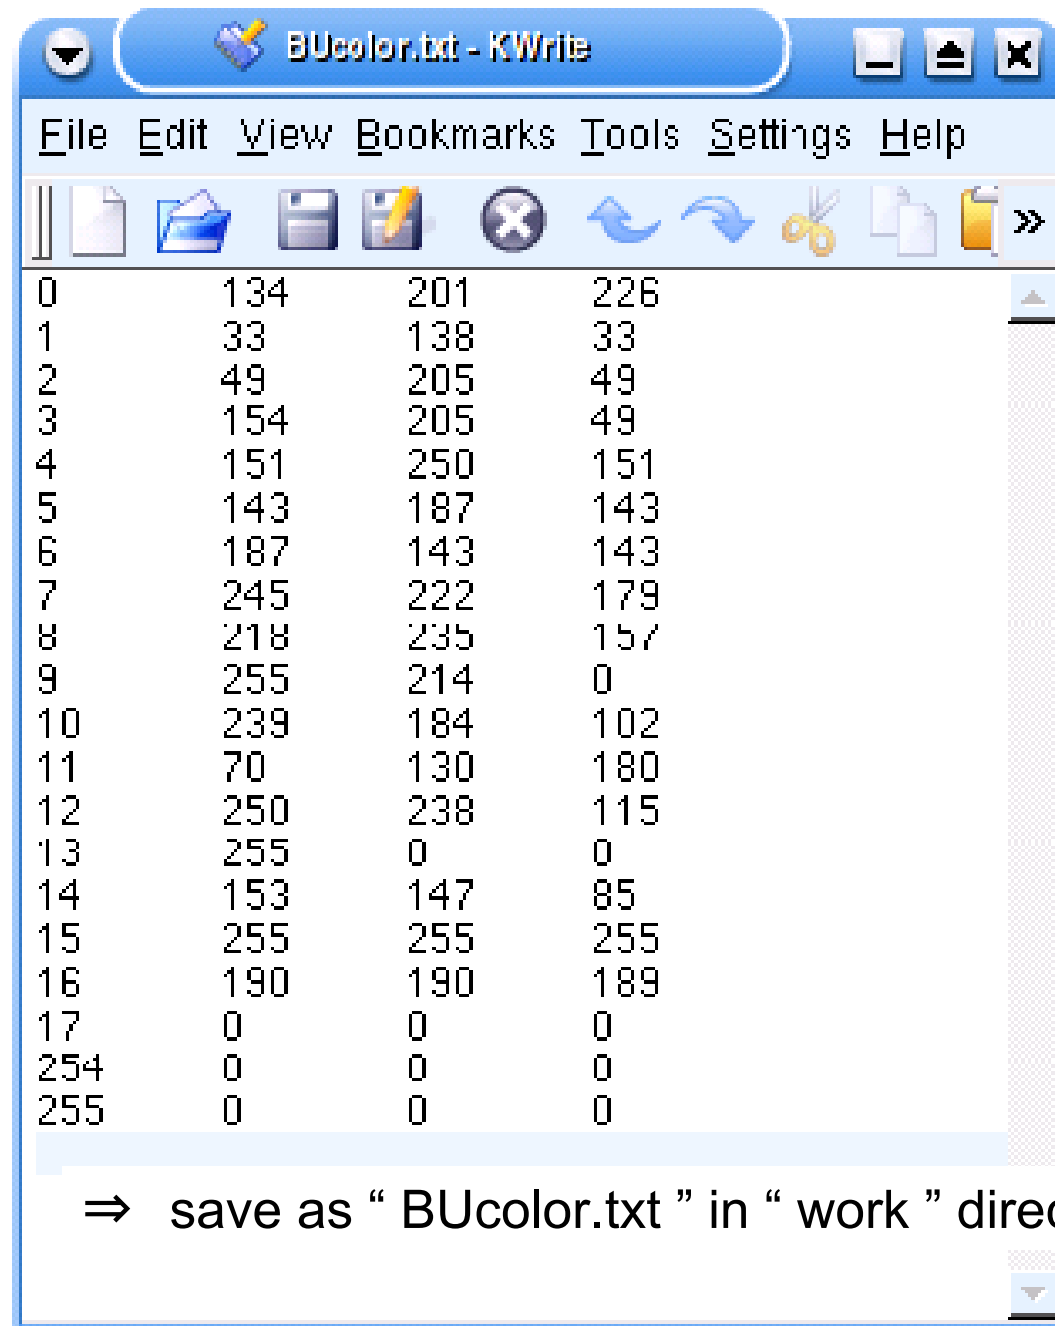 BUcolor.txt - KWrite
File Edit View Bookmarks Tools Settings Help
0 134 201 226
1 33 138 33
2 49 205 49
3 154 205 49
4 151 250 151
5 143 187 143
6 187 143 143
7 245 222 179
8 218 235 157
9 255 214 0
10 239 184 102
11 70 130 180
12 250 238 115
13 255 0 0
14 153 147 85
15 255 255 255
16 190 190 189
17 0 0 0
254 0 0 0
255 0 0 0
⇒ save as “ BUcolor.txt ” in “ work ” direc